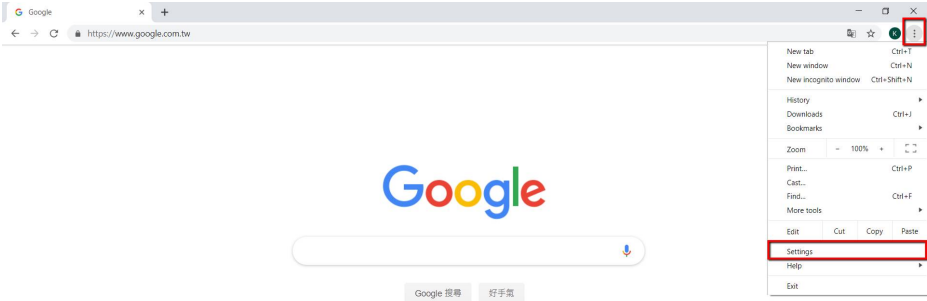 Google
https://www.google.com.tw
K
New tab Ctrl+T
New window Ctrl+N
New incognito window Ctrl+Shift+N
History
Downloads Ctrl+J
Bookmarks
Zoom - 100% +
Print... Ctrl+P
Cast...
Find... Ctrl+F
More tools
Edit Cut Copy Paste
Settings
Help
Exit
Google
Google 搜尋 好手氣